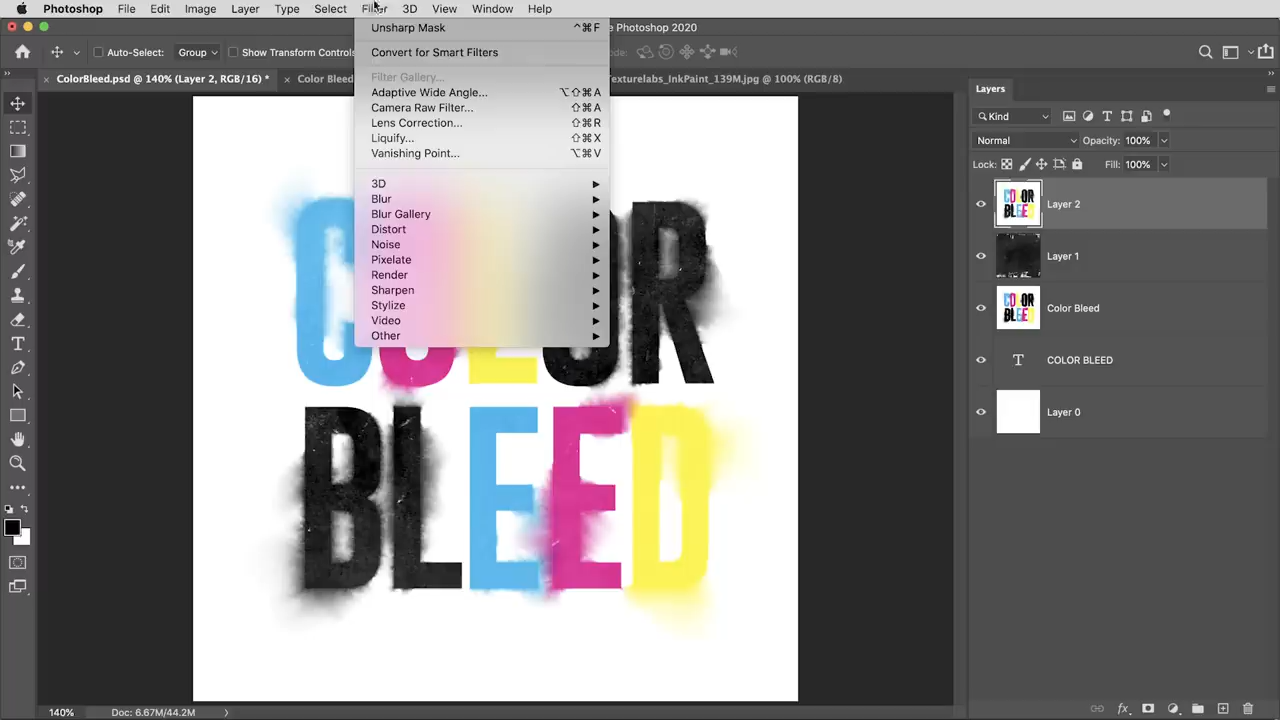 Photoshop File Edit Image Layer Type Select Filter 3D View Window Help
e Photoshop 2020
Auto-Select: Group Show Transform Controls
ColorBleed.psd @ 140% (Layer 2, RGB/16) * Color Bleed Texturelabs_InkPaint_139M.jpg @ 100% (RGB/8)
Unsharp Mask ^⌘F
Convert for Smart Filters
Filter Gallery...
Adaptive Wide Angle... ⌥⇧⌘A
Camera Raw Filter... ⇧⌘A
Lens Correction... ⇧⌘R
Liquify... ⇧⌘X
Vanishing Point... ⌥⌘V
3D
Blur
Blur Gallery
Distort
Noise
Pixelate
Render
Sharpen
Stylize
Video
Other
COLOR
BLEED
Layers
Kind
Normal Opacity: 100%
Lock: Fill: 100%
Layer 2
Layer 1
Color Bleed
T COLOR BLEED
Layer 0
140% Doc: 6.67M/44.2M